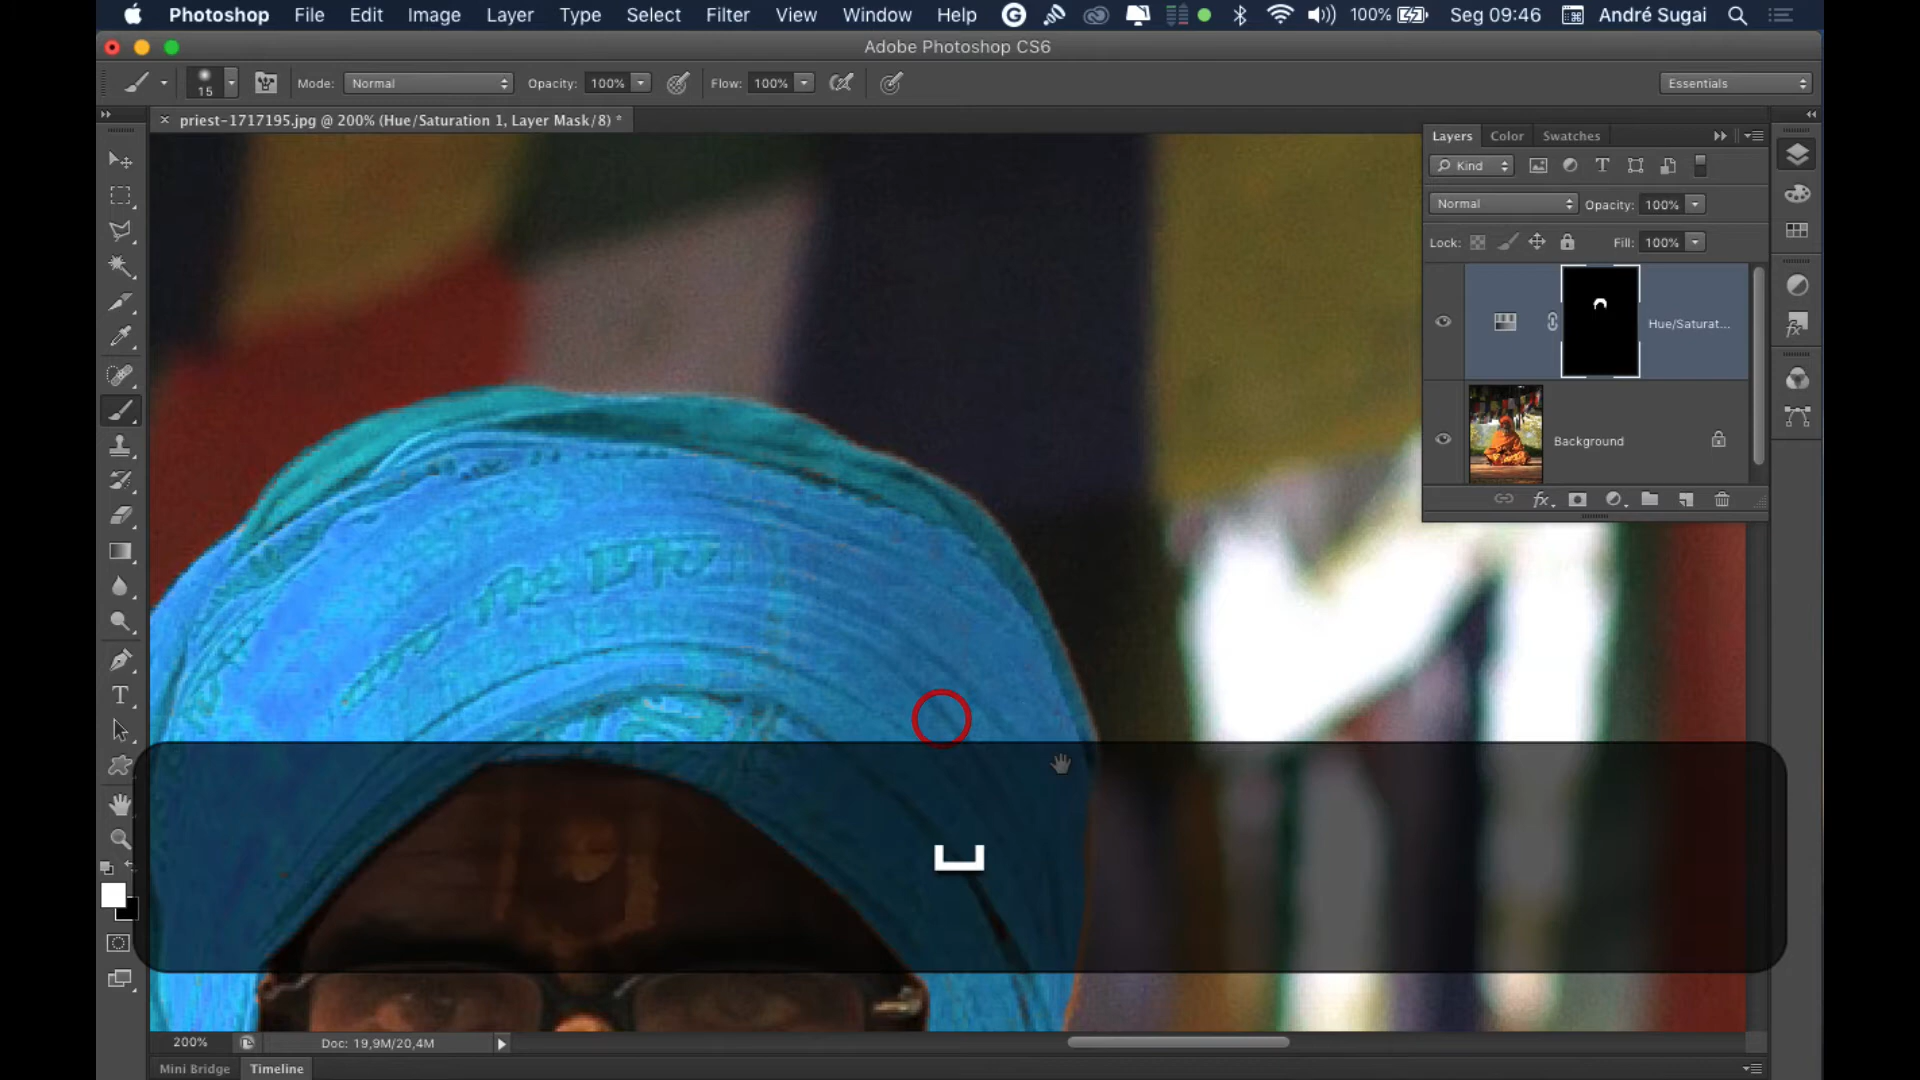 Photoshop File Edit Image Layer Type Select Filter View Window Help 100% Seg 09:46 André Sugai
Adobe Photoshop CS6
15 Mode: Normal Opacity: 100% Flow: 100% Essentials
priest-1717195.jpg @ 200% (Hue/Saturation 1, Layer Mask/8) *
Layers Color Swatches
Kind
Normal Opacity: 100%
Lock: Fill: 100%
Hue/Saturat...
Background
200% Doc: 19,9M/20,4M
Mini Bridge Timeline